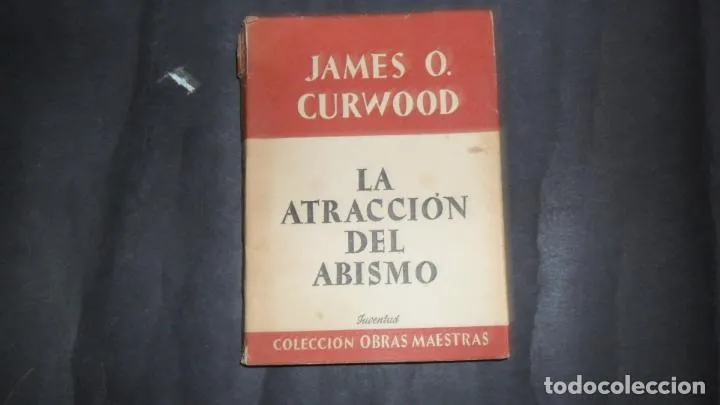 JAMES O.
CURWOOD
LA
ATRACCIÓN
DEL
ABISMO
Juventud
COLECCIÓN OBRAS MAESTRAS
todocoleccion